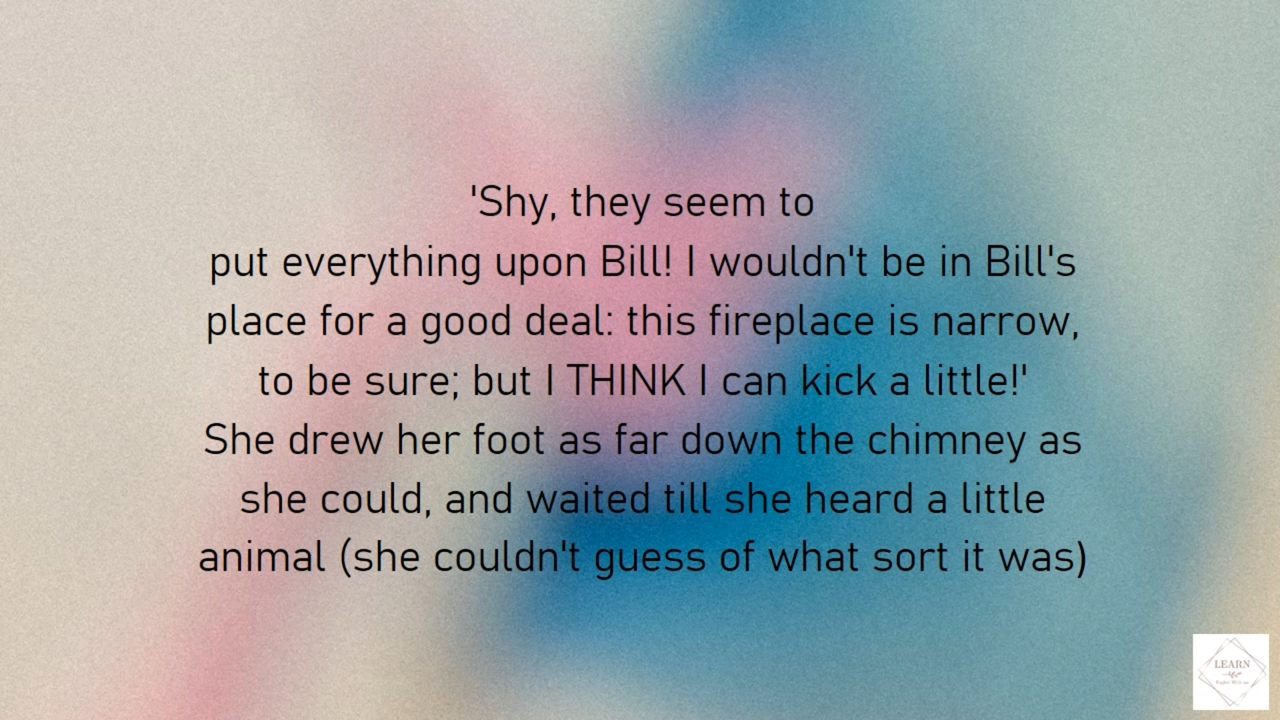 'Shy, they seem to
put everything upon Bill! I wouldn't be in Bill's
place for a good deal: this fireplace is narrow,
to be sure; but I THINK I can kick a little!'
She drew her foot as far down the chimney as
she could, and waited till she heard a little
animal (she couldn't guess of what sort it was)
LEARN